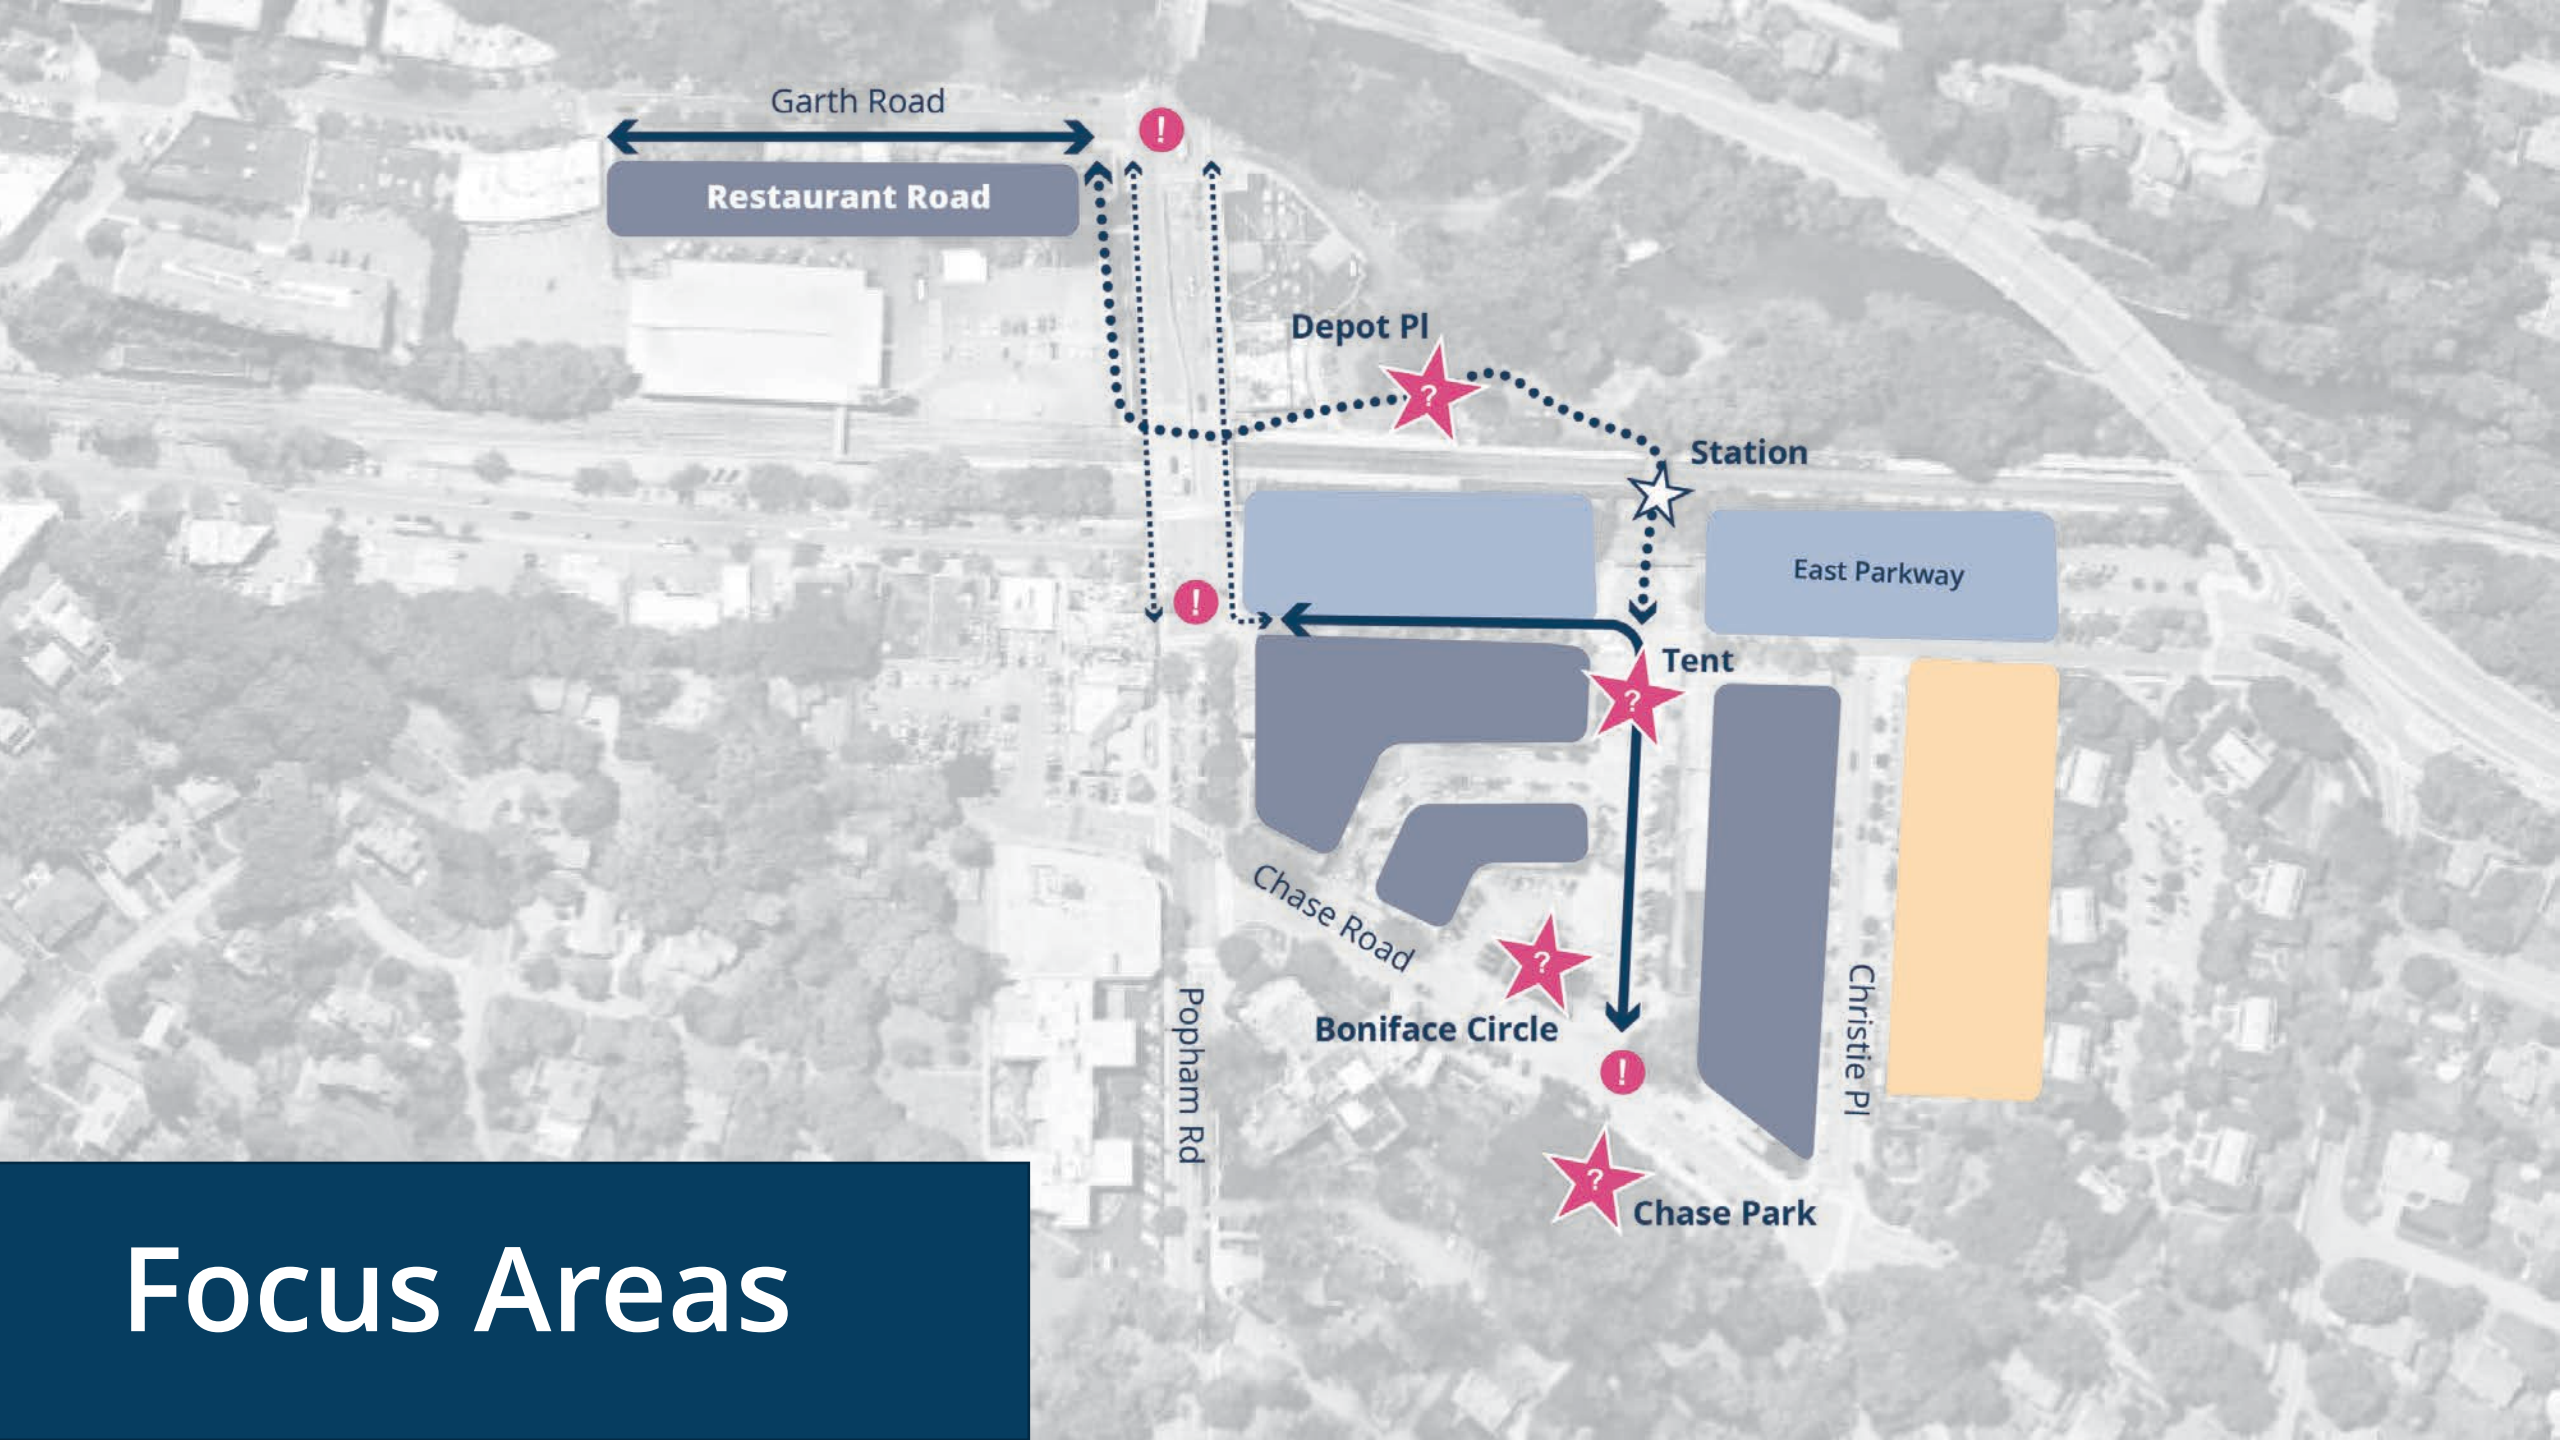 Garth Road
!
Restaurant Road
Depot Pl
?
Station
East Parkway
!
Tent
?
Chase Road
?
Boniface Circle
Christie Pl
Popham Rd
!
?
Chase Park
Focus Areas